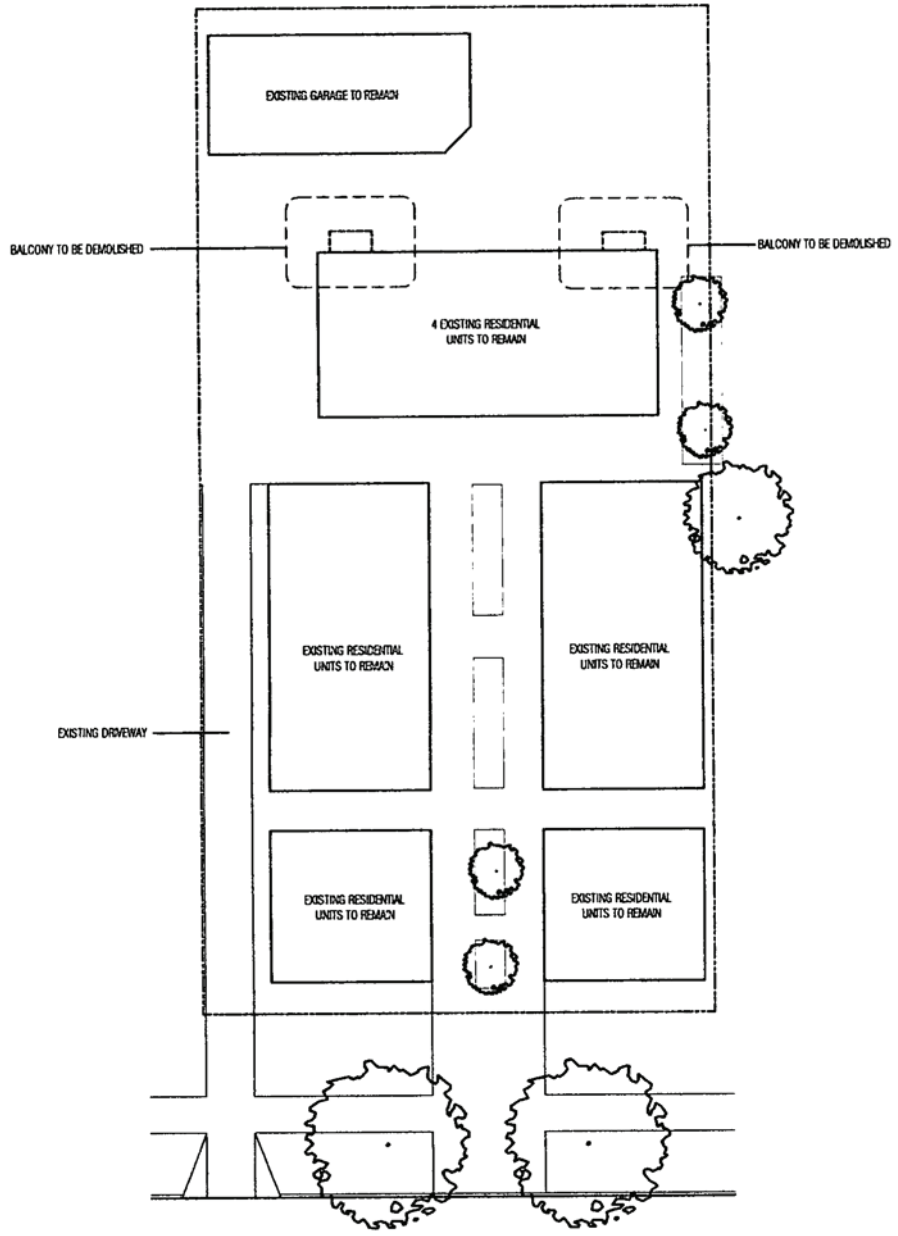 EXISTING GARAGE TO REMAIN
BALCONY TO BE DEMOLISHED
BALCONY TO BE DEMOLISHED
4 EXISTING RESIDENTIAL
UNITS TO REMAIN
EXISTING RESIDENTIAL
UNITS TO REMAIN
EXISTING RESIDENTIAL
UNITS TO REMAIN
EXISTING DRIVEWAY
EXISTING RESIDENTIAL
UNITS TO REMAIN
EXISTING RESIDENTIAL
UNITS TO REMAIN